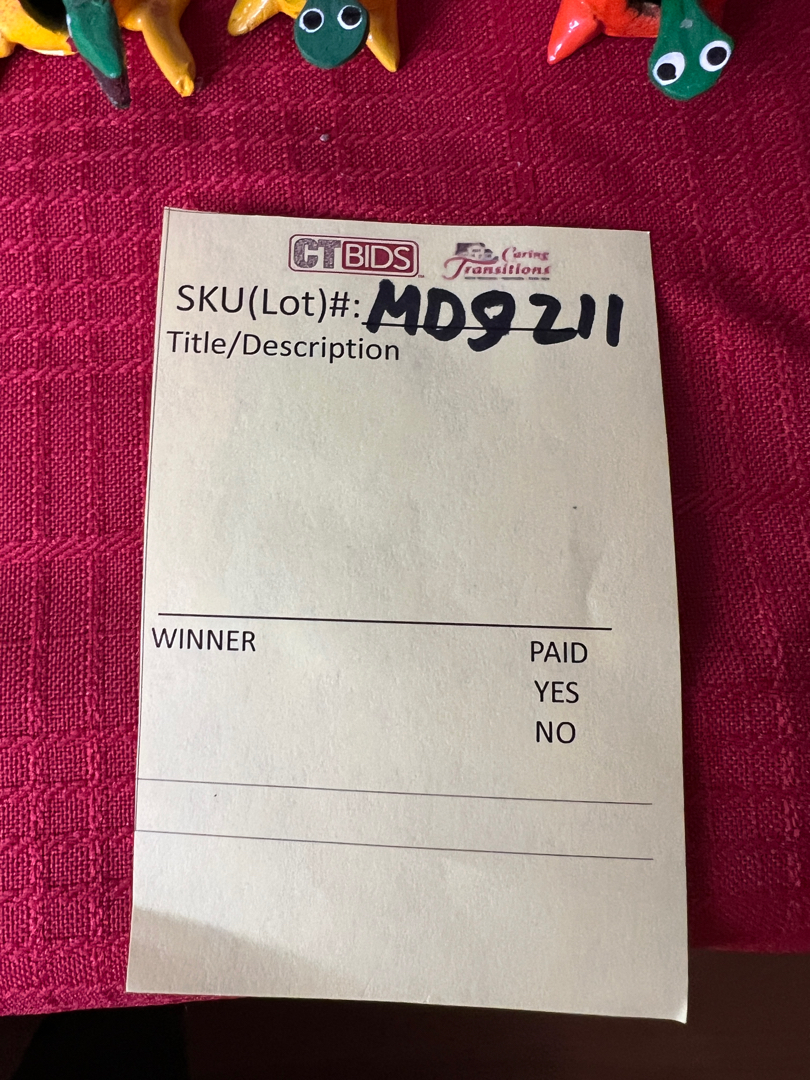 CTBIDS
Caring Transitions
SKU(Lot)#: MD9211
Title/Description
WINNER PAID
YES
NO